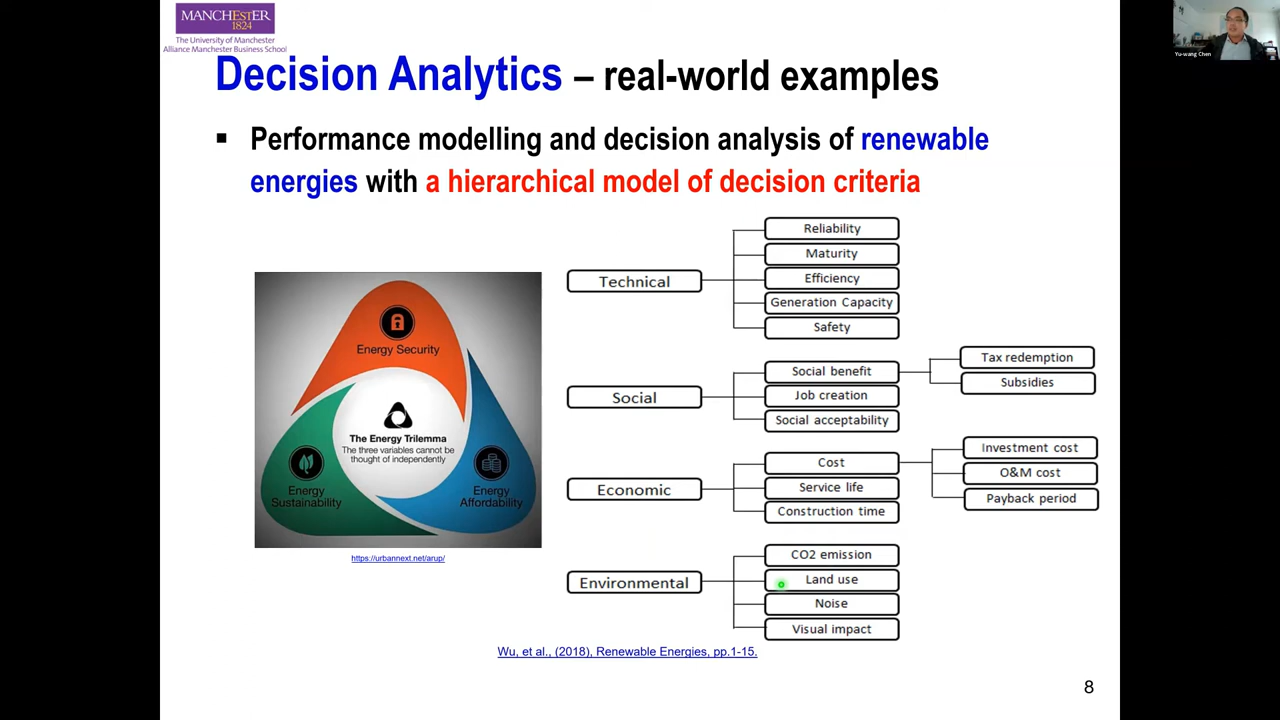 MANCHESTER
1824
The University of Manchester
Alliance Manchester Business School
Yu-wang Chen
Decision Analytics – real-world examples
▪ Performance modelling and decision analysis of renewable
energies with a hierarchical model of decision criteria
Energy Security
The Energy Trilemma
The three variables cannot be
thought of independently
Energy
Sustainability
Energy
Affordability
https://urbannext.net/arup/
Technical
Reliability
Maturity
Efficiency
Generation Capacity
Safety
Social
Social benefit
Job creation
Social acceptability
Tax redemption
Subsidies
Economic
Cost
Service life
Construction time
Investment cost
O&M cost
Payback period
Environmental
CO2 emission
Land use
Noise
Visual impact
Wu, et al., (2018), Renewable Energies, pp.1-15.
8